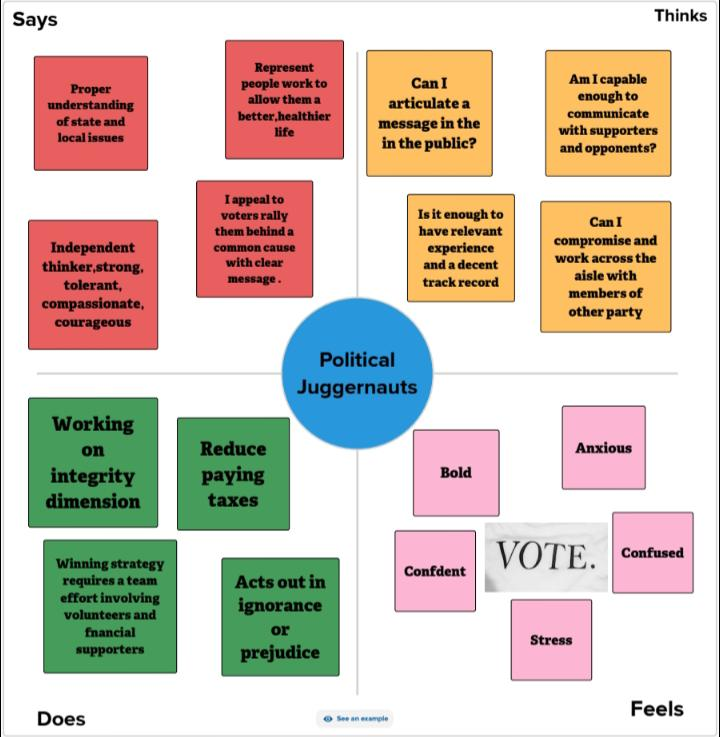 Says
Thinks
Proper
understanding
of state and
local issues
Represent
people work to
allow them a
better,healthier
life
Can I
articulate a
message in the
in the public?
Am I capable
enough to
communicate
with supporters
and opponents?
Independent
thinker,strong,
tolerant,
compassionate,
courageous
I appeal to
voters rally
them behind a
common cause
with clear
message .
Is it enough to
have relevant
experience
and a decent
track record
Can I
compromise and
work across the
aisle with
members of
other party
Political
Juggernauts
Working
on
integrity
dimension
Reduce
paying
taxes
Winning strategy
requires a team
effort involving
volunteers and
fnancial
supporters
Acts out in
ignorance
or
prejudice
Bold
Anxious
Confdent
VOTE.
Confused
Stress
Does
See an example
Feels